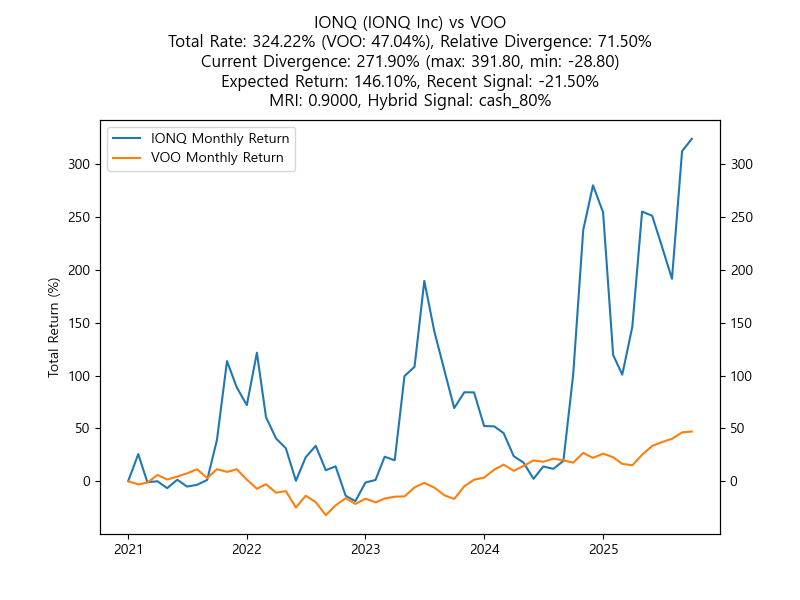 IONQ (IONQ Inc) vs VOO
Total Rate: 324.22% (VOO: 47.04%), Relative Divergence: 71.50%
Current Divergence: 271.90% (max: 391.80, min: -28.80)
Expected Return: 146.10%, Recent Signal: -21.50%
MRI: 0.9000, Hybrid Signal: cash_80%
IONQ Monthly Return
VOO Monthly Return
Total Return (%)
300
250
200
150
100
50
0
300
250
200
150
100
50
0
2021
2022
2023
2024
2025